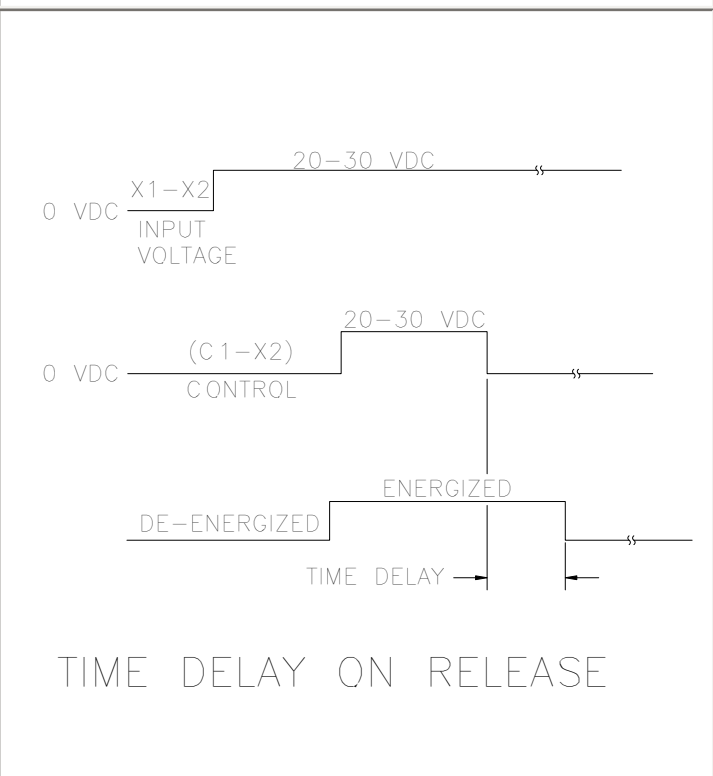 20-30 VDC
X1-X2
0 VDC
INPUT
VOLTAGE
20-30 VDC
(C1-X2)
0 VDC
CONTROL
ENERGIZED
DE-ENERGIZED
TIME DELAY
TIME DELAY ON RELEASE